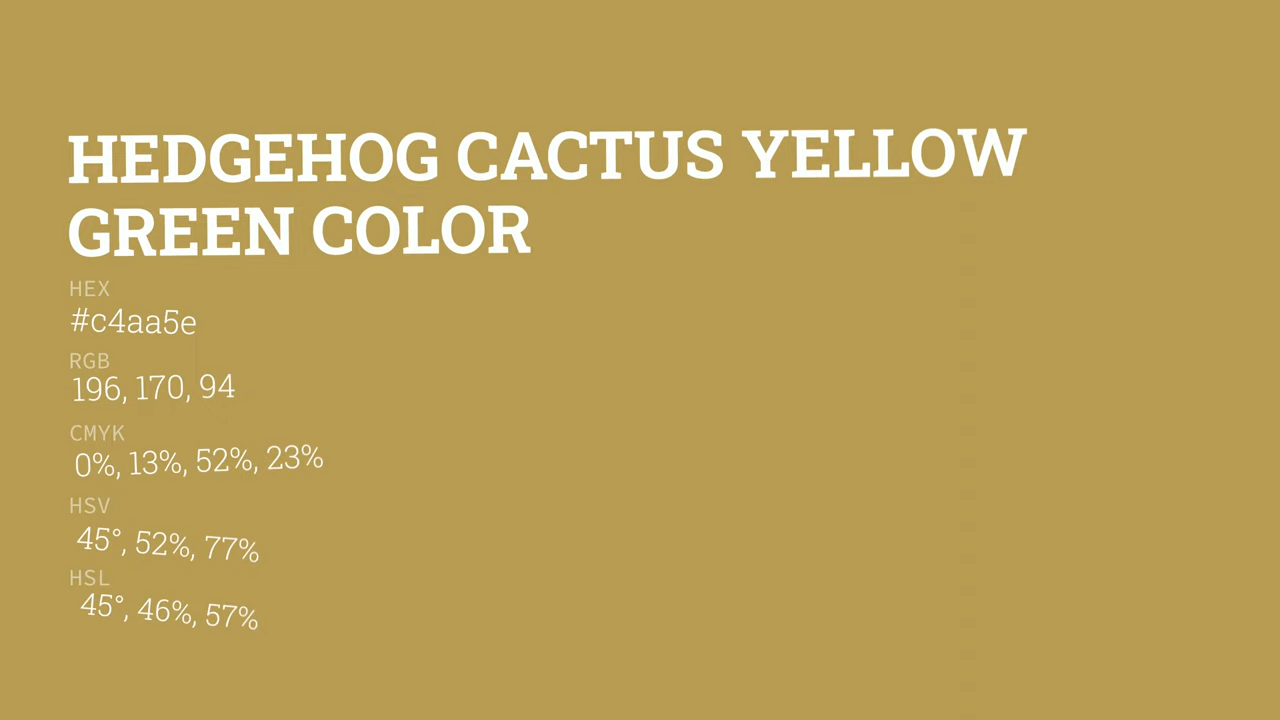 HEDGEHOG CACTUS YELLOW
GREEN COLOR
HEX
#c4aa5e
RGB
196, 170, 94
CMYK
0%, 13%, 52%, 23%
HSV
45°, 52%, 77%
HSL
45°, 46%, 57%